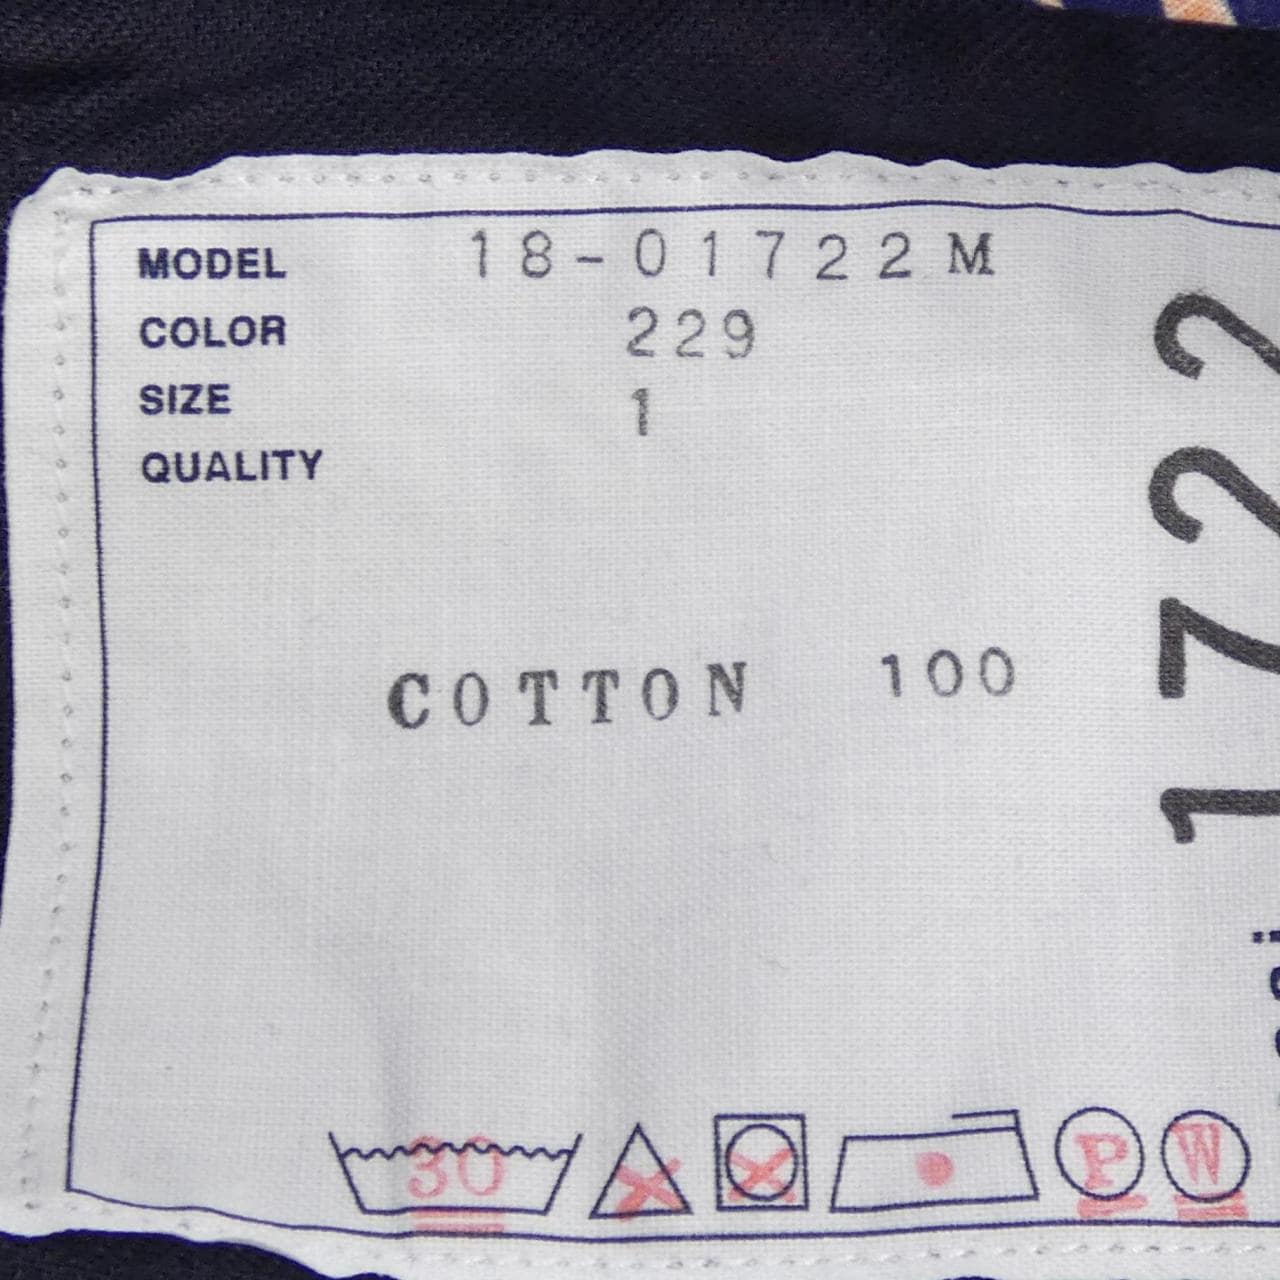 MODEL 18-01722M
COLOR 229
SIZE 1
QUALITY
COTTON 100
30
P
W
1722